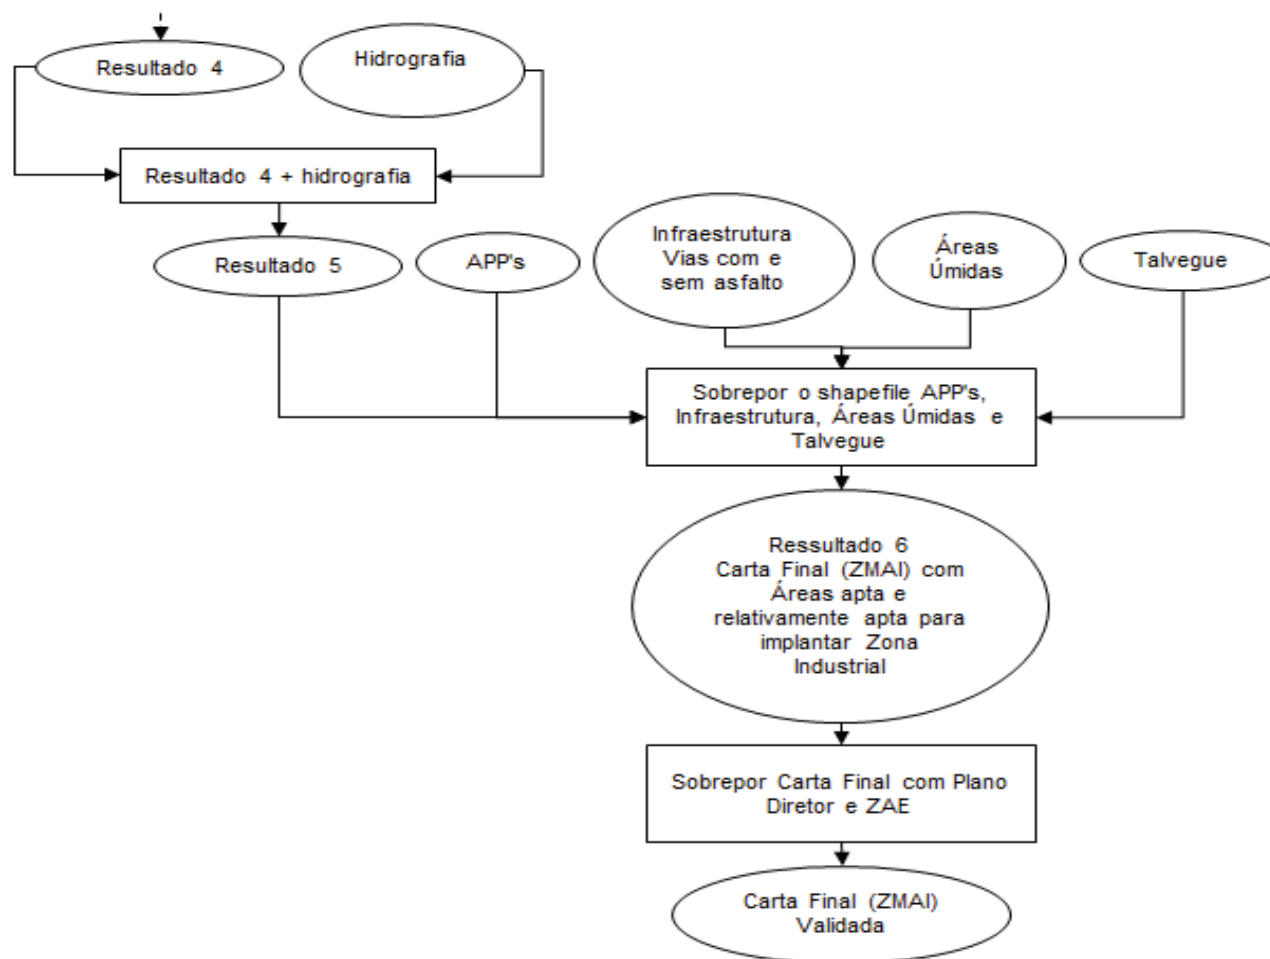 Resultado 4
Hidrografia
Resultado 4 + hidrografia
Resultado 5
APP's
Infraestrutura
Vias com e
sem asfalto
Áreas
Úmidas
Talvegue
Sobrepor o shapefile APP's,
Infraestrutura, Áreas Úmidas e
Talvegue
Ressultado 6
Carta Final (ZMAI) com
Áreas apta e
relativamente apta para
implantar Zona
Industrial
Sobrepor Carta Final com Plano
Diretor e ZAE
Carta Final (ZMAI)
Validada